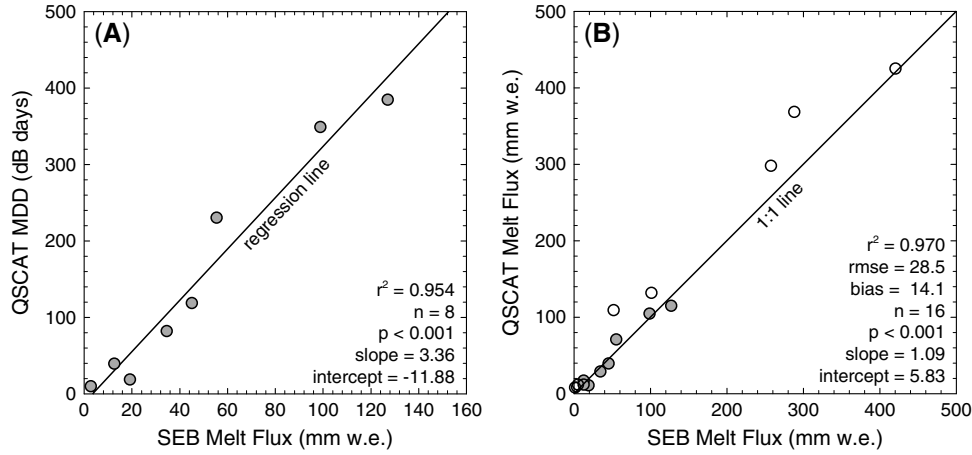 (A)
QSCAT MDD (dB days)
500
400
300
200
100
0
regression line
r² = 0.954
n = 8
p < 0.001
slope = 3.36
intercept = -11.88
0 20 40 60 80 100 120 140 160
SEB Melt Flux (mm w.e.)
(B)
QSCAT Melt Flux (mm w.e.)
500
400
300
200
100
0
1:1 line
r² = 0.970
rmse = 28.5
bias = 14.1
n = 16
p < 0.001
slope = 1.09
intercept = 5.83
0 100 200 300 400 500
SEB Melt Flux (mm w.e.)